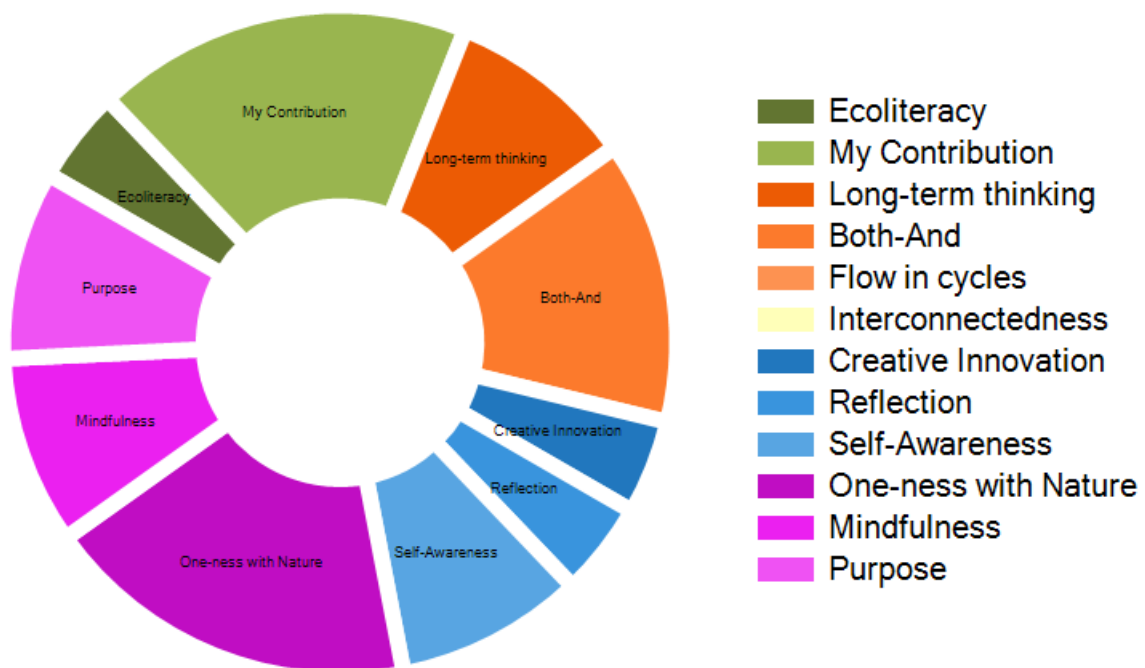 My Contribution
Long-term thinking
Ecoliteracy
Purpose
Both-And
Mindfulness
Creative Innovation
Reflection
Self-Awareness
One-ness with Nature
Ecoliteracy
My Contribution
Long-term thinking
Both-And
Flow in cycles
Interconnectedness
Creative Innovation
Reflection
Self-Awareness
One-ness with Nature
Mindfulness
Purpose